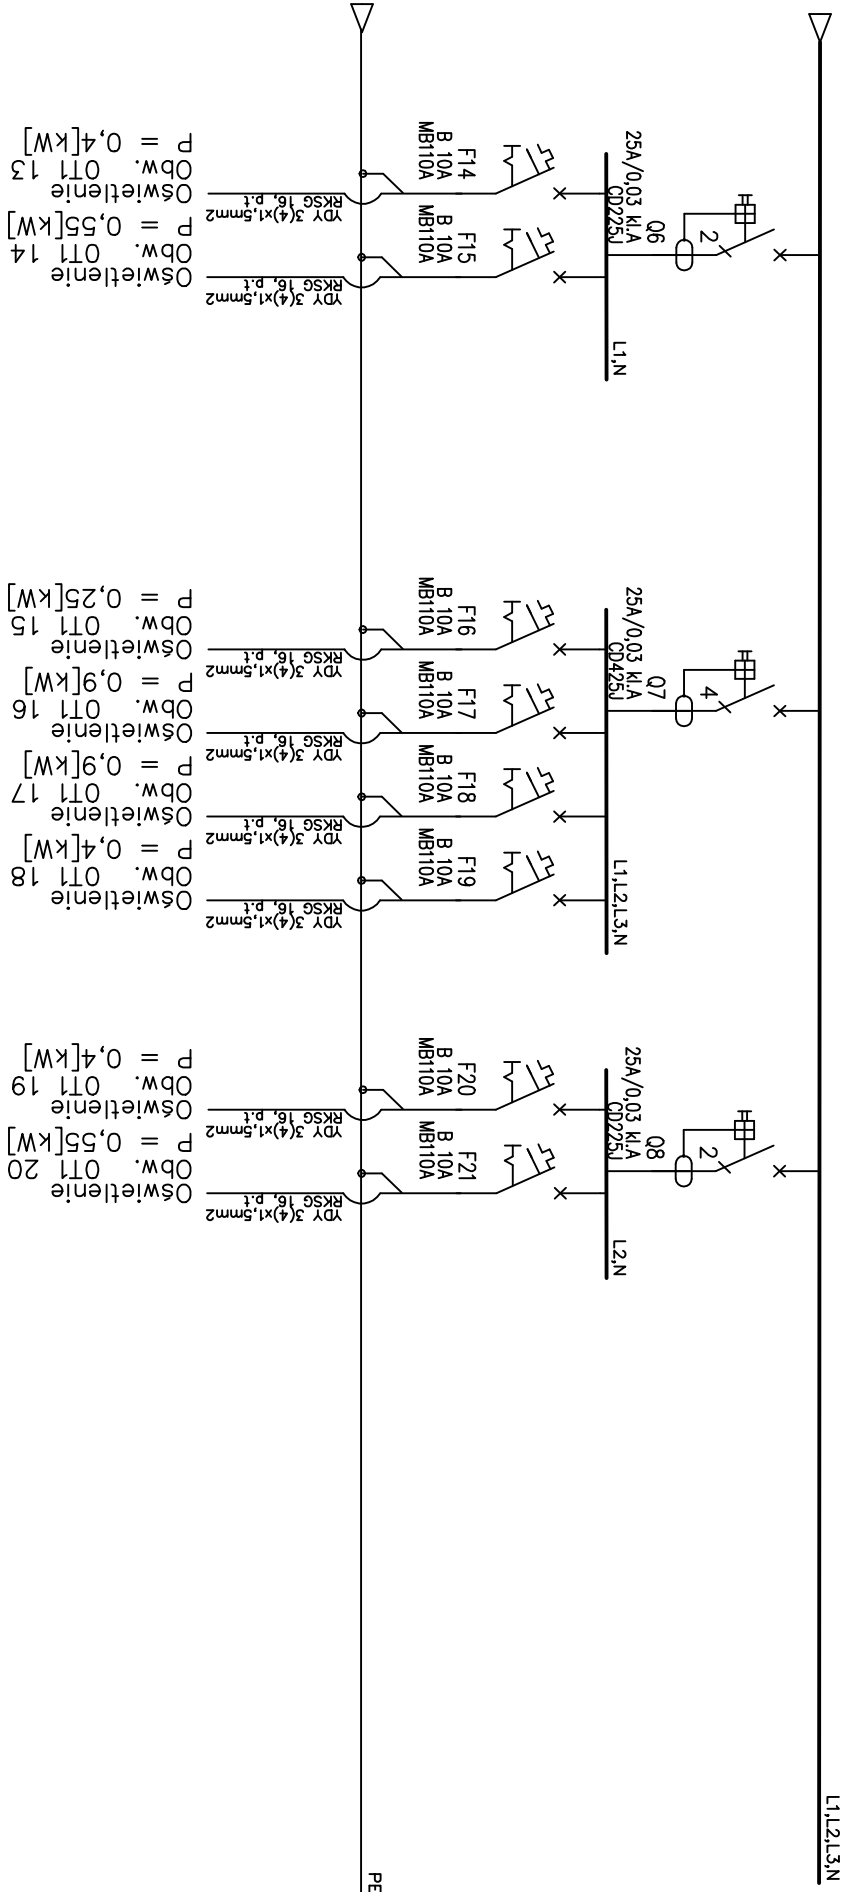 L1,L2,L3,N
PE
Q6
25A/0,03 kl.A
CD225J
2
L1,N
F14
B 10A
MB110A
YDY 3(4)x1,5mm2
RKSG 16, p.t
Oświetlenie
Obw. OT1 13
P = 0,4[kW]
F15
B 10A
MB110A
YDY 3(4)x1,5mm2
RKSG 16, p.t
Oświetlenie
Obw. OT1 14
P = 0,55[kW]
Q7
25A/0,03 kl.A
CD425J
4
L1,L2,L3,N
F16
B 10A
MB110A
YDY 3(4)x1,5mm2
RKSG 16, p.t
Oświetlenie
Obw. OT1 15
P = 0,25[kW]
F17
B 10A
MB110A
YDY 3(4)x1,5mm2
RKSG 16, p.t
Oświetlenie
Obw. OT1 16
P = 0,9[kW]
F18
B 10A
MB110A
YDY 3(4)x1,5mm2
RKSG 16, p.t
Oświetlenie
Obw. OT1 17
P = 0,9[kW]
F19
B 10A
MB110A
YDY 3(4)x1,5mm2
RKSG 16, p.t
Oświetlenie
Obw. OT1 18
P = 0,4[kW]
Q8
25A/0,03 kl.A
CD225J
2
L2,N
F20
B 10A
MB110A
YDY 3(4)x1,5mm2
RKSG 16, p.t
Oświetlenie
Obw. OT1 19
P = 0,4[kW]
F21
B 10A
MB110A
YDY 3(4)x1,5mm2
RKSG 16, p.t
Oświetlenie
Obw. OT1 20
P = 0,55[kW]